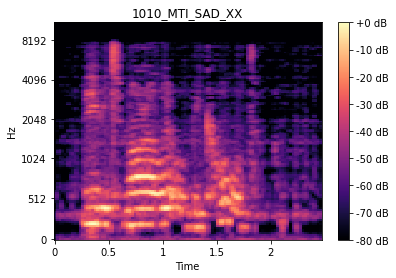 1010_MTI_SAD_XX
8192
4096
2048
1024
512
0
Hz
0
0.5
1
1.5
2
Time
+0 dB
-10 dB
-20 dB
-30 dB
-40 dB
-50 dB
-60 dB
-70 dB
-80 dB